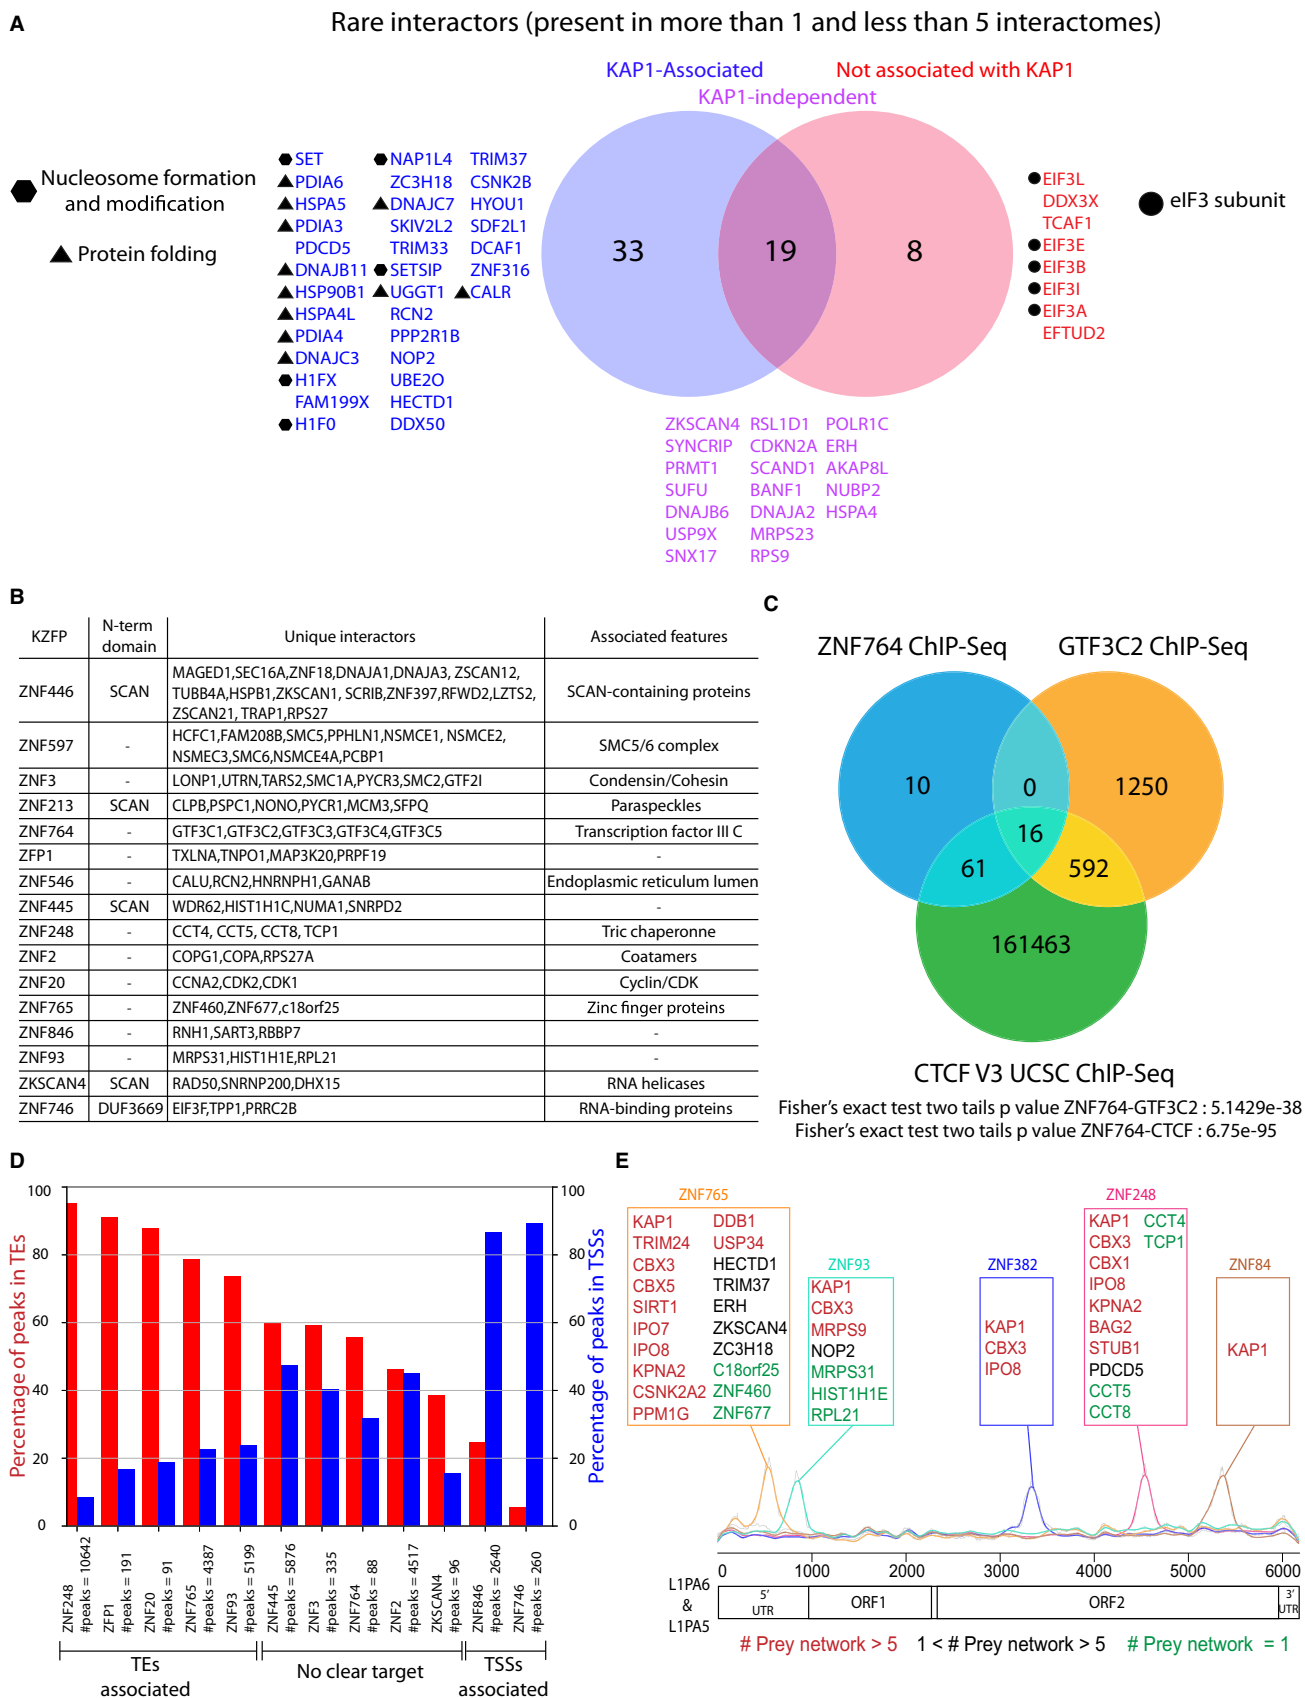 A
Rare interactors (present in more than 1 and less than 5 interactomes)
KAP1-Associated
Not associated with KAP1
KAP1-independent
Nucleosome formation
and modification
Protein folding
SET NAP1L4 TRIM37
PDIA6 ZC3H18 CSNK2B
HSPA5 DNAJC7 HYOU1
PDIA3 SKIV2L2 SDF2L1
PDCD5 TRIM33 DCAF1
DNAJB11 SETSIP ZNF316
HSP90B1 UGGT1 CALR
HSPA4L RCN2
PDIA4 PPP2R1B
DNAJC3 NOP2
H1FX UBE2O
FAM199X HECTD1
H1F0 DDX50
33 19 8
EIF3L
DDX3X
TCAF1
EIF3E
EIF3B
EIF3I
EIF3A
EFTUD2
eIF3 subunit
ZKSCAN4 RSL1D1 POLR1C
SYNCRIP CDKN2A ERH
PRMT1 SCAND1 AKAP8L
SUFU BANF1 NUBP2
DNAJB6 DNAJA2 HSPA4
USP9X MRPS23
SNX17 RPS9
B
KZFP N-term domain Unique interactors Associated features
ZNF446 SCAN MAGED1,SEC16A,ZNF18,DNAJA1,DNAJA3, ZSCAN12,
TUBB4A,HSPB1,ZKSCAN1, SCRIB,ZNF397,RFWD2,LZTS2,
ZSCAN21, TRAP1,RPS27 SCAN-containing proteins
ZNF597 - HCFC1,FAM208B,SMC5,PPHLN1,NSMCE1, NSMCE2,
NSMEC3,SMC6,NSMCE4A,PCBP1 SMC5/6 complex
ZNF3 - LONP1,UTRN,TARS2,SMC1A,PYCR3,SMC2,GTF2I Condensin/Cohesin
ZNF213 SCAN CLPB,PSPC1,NONO,PYCR1,MCM3,SFPQ Paraspeckles
ZNF764 - GTF3C1,GTF3C2,GTF3C3,GTF3C4,GTF3C5 Transcription factor III C
ZFP1 - TXLNA,TNPO1,MAP3K20,PRPF19 -
ZNF546 - CALU,RCN2,HNRNPH1,GANAB Endoplasmic reticulum lumen
ZNF445 SCAN WDR62,HIST1H1C,NUMA1,SNRPD2 -
ZNF248 - CCT4, CCT5, CCT8, TCP1 Tric chaperonne
ZNF2 - COPG1,COPA,RPS27A Coatamers
ZNF20 - CCNA2,CDK2,CDK1 Cyclin/CDK
ZNF765 - ZNF460,ZNF677,c18orf25 Zinc finger proteins
ZNF846 - RNH1,SART3,RBBP7 -
ZNF93 - MRPS31,HIST1H1E,RPL21 -
ZKSCAN4 SCAN RAD50,SNRNP200,DHX15 RNA helicases
ZNF746 DUF3669 EIF3F,TPP1,PRRC2B RNA-binding proteins
C
ZNF764 ChIP-Seq GTF3C2 ChIP-Seq
10 0 1250
16
61 592
161463
CTCF V3 UCSC ChIP-Seq
Fisher's exact test two tails p value ZNF764-GTF3C2 : 5.1429e-38
Fisher's exact test two tails p value ZNF764-CTCF : 6.75e-95
D
Percentage of peaks in TEs
100
80
60
40
20
0
Percentage of peaks in TSSs
100
80
60
40
20
0
ZNF248 #peaks = 10642
ZFP1 #peaks = 191
ZNF20 #peaks = 91
ZNF765 #peaks = 4387
ZNF93 #peaks = 5199
ZNF445 #peaks = 5876
ZNF3 #peaks = 335
ZNF764 #peaks = 88
ZNF2 #peaks = 4517
ZKSCAN4 #peaks = 96
ZNF846 #peaks = 2640
ZNF746 #peaks = 260
TEs
associated
No clear target
TSSs
associated
E
ZNF765
KAP1 DDB1
TRIM24 USP34
CBX3 HECTD1
CBX5 TRIM37
SIRT1 ERH
IPO7 ZKSCAN4
IPO8 ZC3H18
KPNA2 C18orf25
CSNK2A2 ZNF460
PPM1G ZNF677
ZNF93
KAP1
CBX3
MRPS9
NOP2
MRPS31
HIST1H1E
RPL21
ZNF382
KAP1
CBX3
IPO8
ZNF248
KAP1 CCT4
CBX3 TCP1
CBX1
IPO8
KPNA2
BAG2
STUB1
PDCD5
CCT5
CCT8
ZNF84
KAP1
0 1000 2000 3000 4000 5000 6000
L1PA6
&
L1PA5
5'
UTR
ORF1
ORF2
3'
UTR
# Prey network > 5 1 < # Prey network > 5 # Prey network = 1